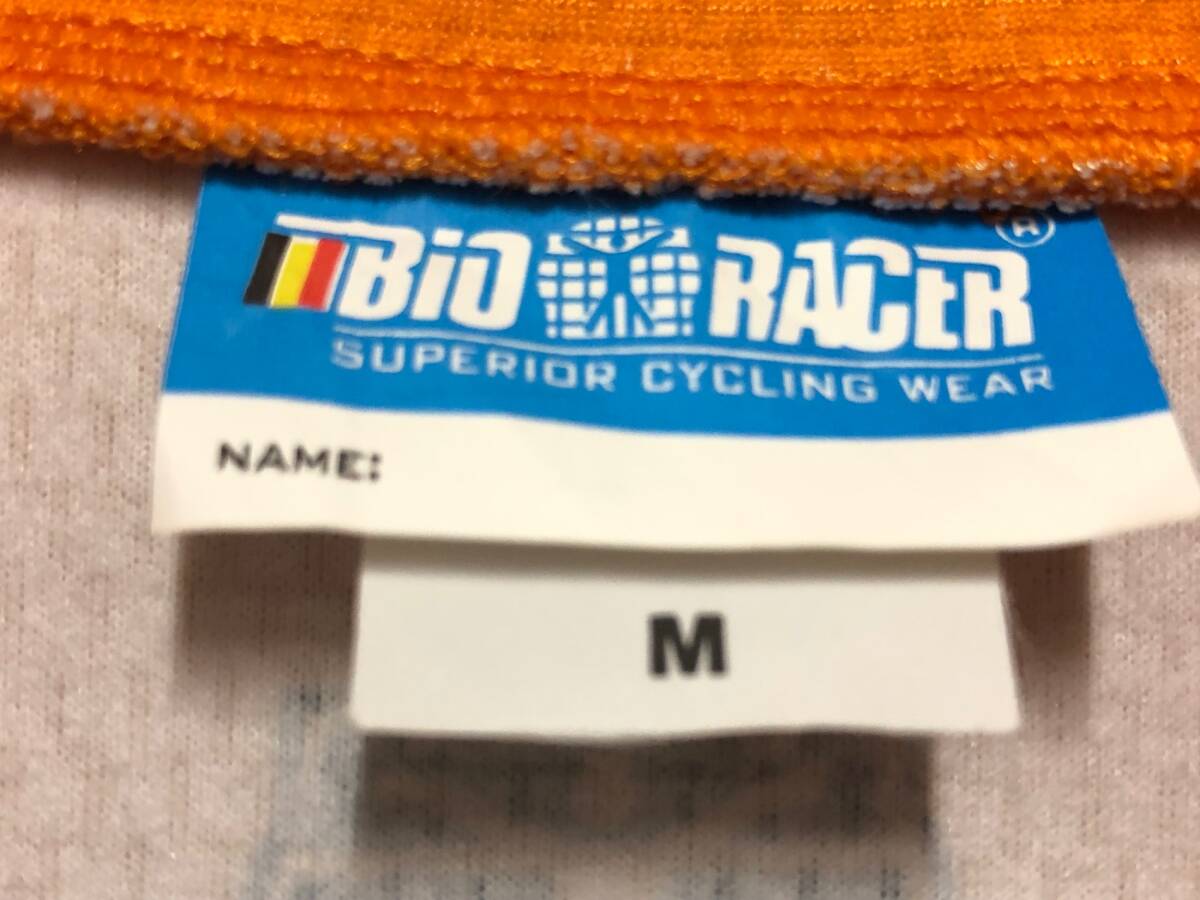 BiO RACER ®
SUPERIOR CYCLING WEAR
NAME:
M